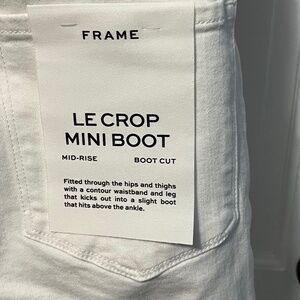 FRAME
LE CROP
MINI BOOT
MID-RISE BOOT CUT
Fitted through the hips and thighs
with a contour waistband and leg
that kicks out into a slight boot
that hits above the ankle.